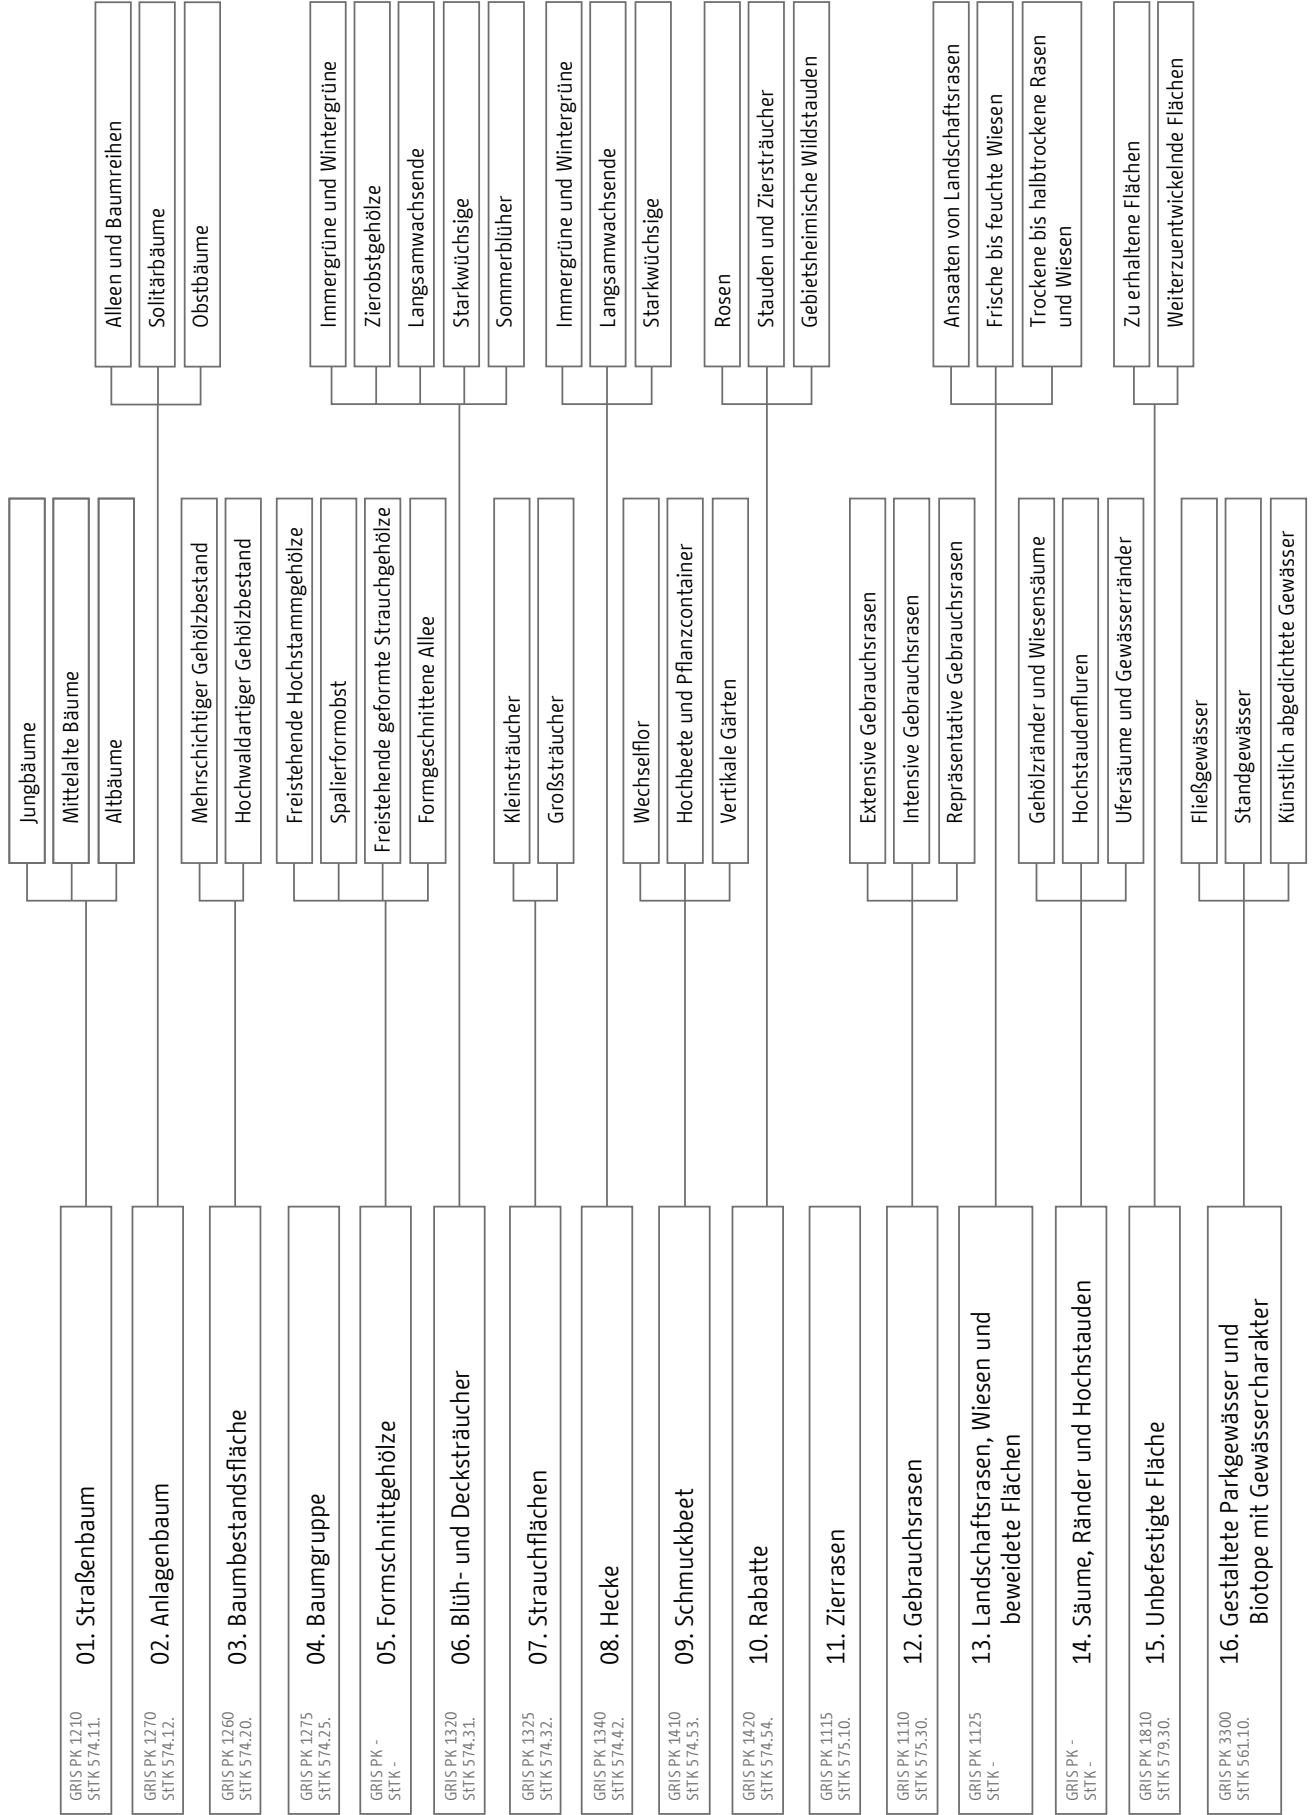 GRIS PK 1210
StTK 574.11.
01. Straßenbaum
Jungbäume
Mittelalte Bäume
Altbäume
GRIS PK 1270
StTK 574.12.
02. Anlagenbaum
Alleen und Baumreihen
Solitärbäume
Obstbäume
GRIS PK 1260
StTK 574.20.
03. Baumbestandsfläche
Mehrschichtiger Gehölzbestand
Hochwaldartiger Gehölzbestand
GRIS PK 1275
StTK 574.25.
04. Baumgruppe
GRIS PK -
StTK -
05. Formschnittgehölze
Freistehende Hochstammgehölze
Spalierformobst
Freistehende geformte Strauchgehölze
Formgeschnittene Allee
GRIS PK 1320
StTK 574.31.
06. Blüh- und Decksträucher
Immergrüne und Wintergrüne
Zierobstgehölze
Langsamwachsende
Starkwüchsige
Sommerblüher
GRIS PK 1325
StTK 574.32.
07. Strauchflächen
Kleinsträucher
Großsträucher
GRIS PK 1340
StTK 574.42.
08. Hecke
Immergrüne und Wintergrüne
Langsamwachsende
Starkwüchsige
GRIS PK 1410
StTK 574.53.
09. Schmuckbeet
Wechselflor
Hochbeete und Pflanzcontainer
Vertikale Gärten
GRIS PK 1420
StTK 574.54.
10. Rabatte
Rosen
Stauden und Ziersträucher
Gebietsheimische Wildstauden
GRIS PK 1115
StTK 575.10.
11. Zierrasen
GRIS PK 1110
StTK 575.30.
12. Gebrauchsrasen
Extensive Gebrauchsrasen
Intensive Gebrauchsrasen
Repräsentative Gebrauchsrasen
GRIS PK 1125
StTK -
13. Landschaftsrasen, Wiesen und
beweidete Flächen
Ansaaten von Landschaftsrasen
Frische bis feuchte Wiesen
Trockene bis halbtrockene Rasen
und Wiesen
GRIS PK -
StTK -
14. Säume, Ränder und Hochstauden
Gehölzränder und Wiesensäume
Hochstaudenfluren
Ufersäume und Gewässerränder
GRIS PK 1810
StTK 579.30.
15. Unbefestigte Fläche
Zu erhaltene Flächen
Weiterzuentwickelnde Flächen
GRIS PK 3300
StTK 561.10.
16. Gestaltete Parkgewässer und
Biotope mit Gewässercharakter
Fließgewässer
Standgewässer
Künstlich abgedichtete Gewässer